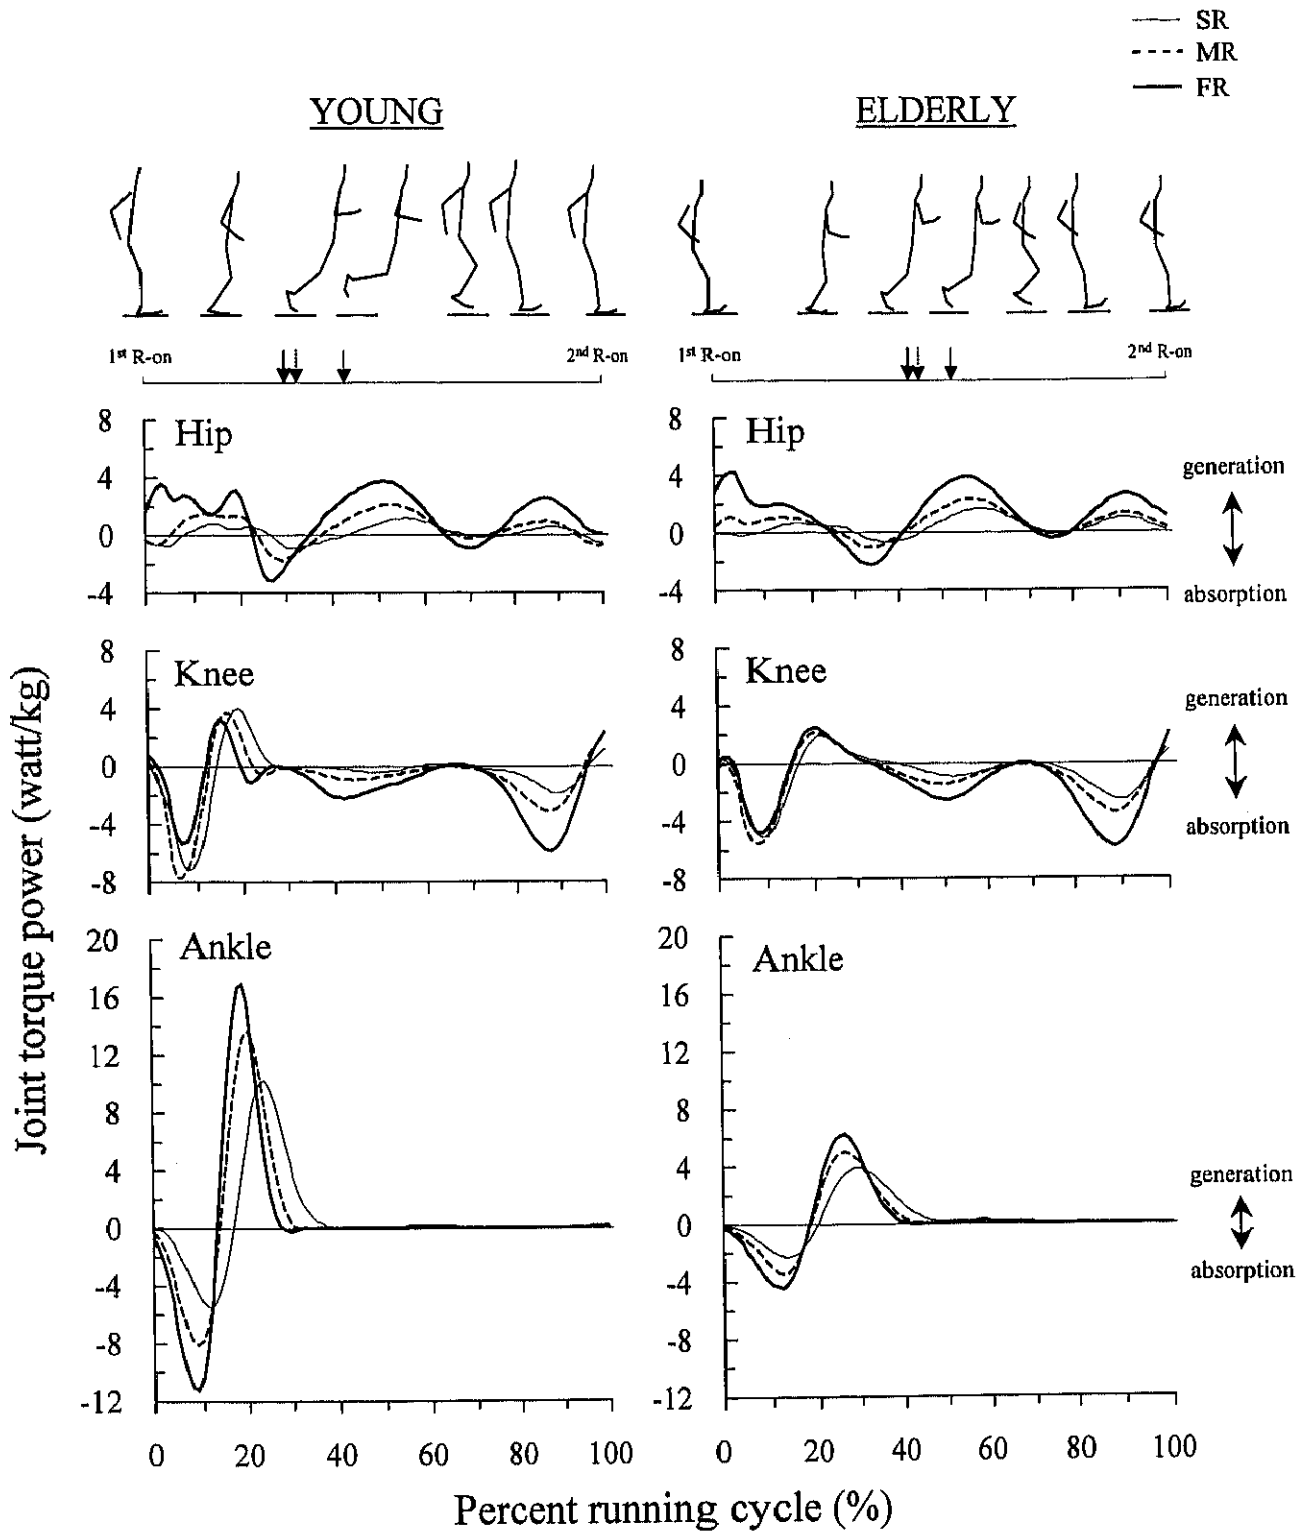 SR
MR
FR
YOUNG
ELDERLY
1st R-on
2nd R-on
1st R-on
2nd R-on
8
4
0
-4
Hip
8
4
0
-4
Hip
generation
absorption
8
4
0
-4
-8
Knee
8
4
0
-4
-8
Knee
generation
absorption
20
16
12
8
4
0
-4
-8
-12
Ankle
20
16
12
8
4
0
-4
-8
-12
Ankle
generation
absorption
0 20 40 60 80 100
0 20 40 60 80 100
Joint torque power (watt/kg)
Percent running cycle (%)